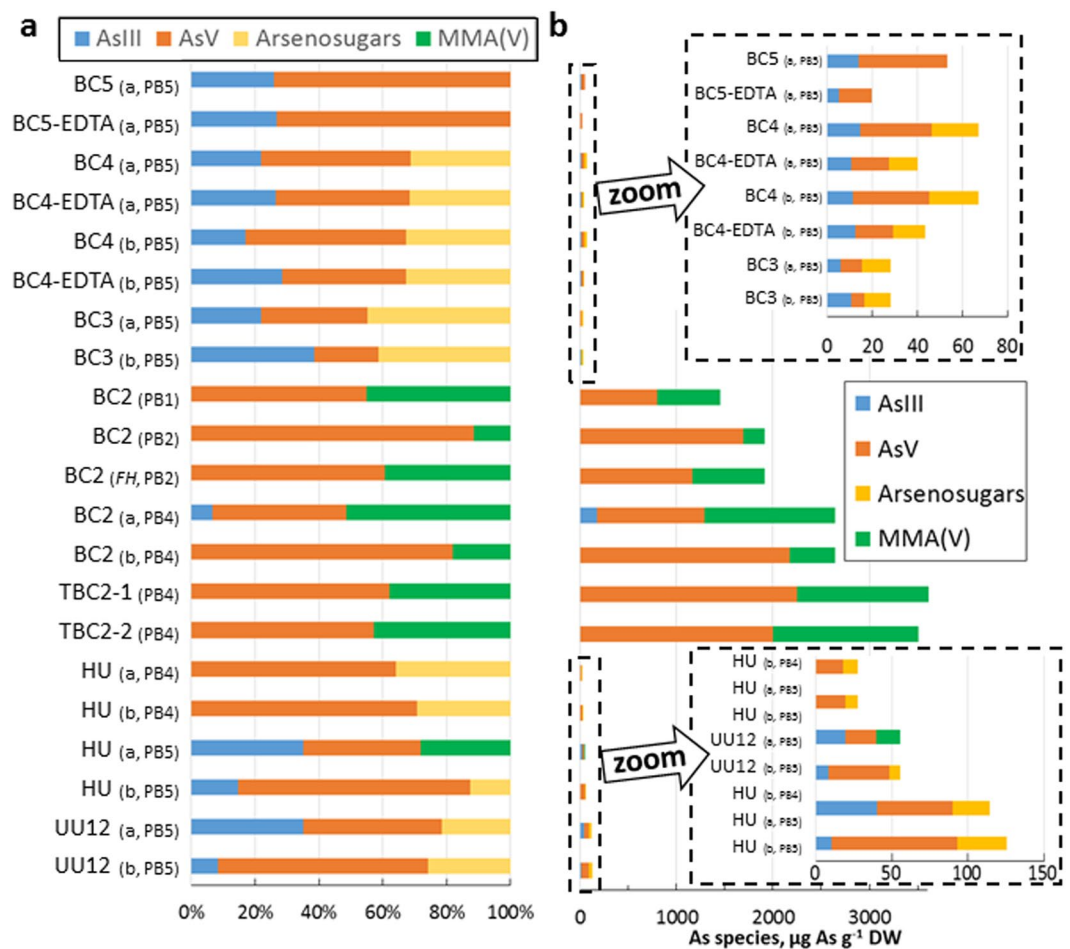 a
AsIII AsV Arsenosugars MMA(V)
BC5 (a, PB5)
BC5-EDTA (a, PB5)
BC4 (a, PB5)
BC4-EDTA (a, PB5)
BC4 (b, PB5)
BC4-EDTA (b, PB5)
BC3 (a, PB5)
BC3 (b, PB5)
BC2 (PB1)
BC2 (PB2)
BC2 (FH, PB2)
BC2 (a, PB4)
BC2 (b, PB4)
TBC2-1 (PB4)
TBC2-2 (PB4)
HU (a, PB4)
HU (b, PB4)
HU (a, PB5)
HU (b, PB5)
UU12 (a, PB5)
UU12 (b, PB5)
0% 20% 40% 60% 80% 100%
b
zoom
BC5 (a, PB5)
BC5-EDTA (a, PB5)
BC4 (a, PB5)
BC4-EDTA (a, PB5)
BC4 (b, PB5)
BC4-EDTA (b, PB5)
BC3 (a, PB5)
BC3 (b, PB5)
0 20 40 60 80
AsIII
AsV
Arsenosugars
MMA(V)
zoom
HU (b, PB4)
HU (a, PB5)
HU (b, PB5)
UU12 (a, PB5)
UU12 (b, PB5)
HU (b, PB4)
HU (a, PB5)
HU (b, PB5)
0 50 100 150
0 1000 2000 3000
As species, µg As g⁻¹ DW